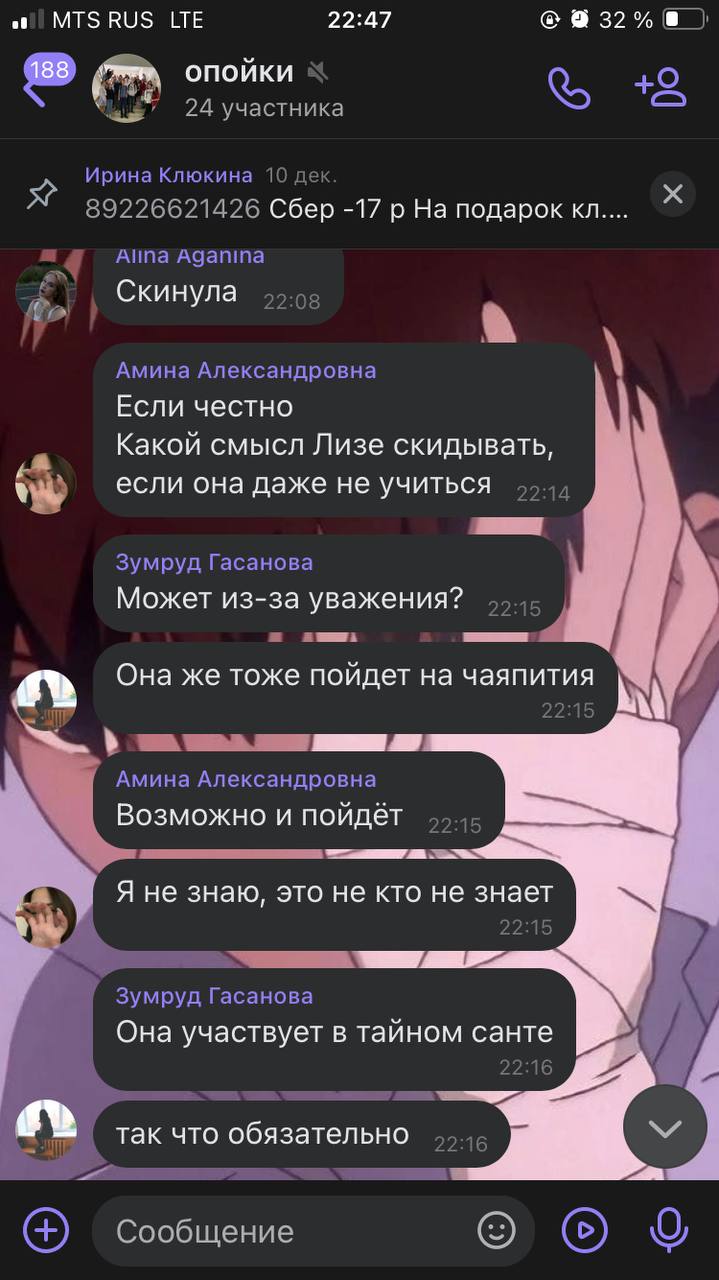 MTS RUS LTE 22:47 32 %
188
опойки
24 участника
Ирина Клюкина 10 дек.
89226621426 Сбер -17 р На подарок кл....
Alina Aganina
Скинула 22:08
Амина Александровна
Если честно
Какой смысл Лизе скидывать,
если она даже не учиться 22:14
Зумруд Гасанова
Может из-за уважения? 22:15
Она же тоже пойдет на чаяпития
22:15
Амина Александровна
Возможно и пойдёт 22:15
Я не знаю, это не кто не знает
22:15
Зумруд Гасанова
Она участвует в тайном санте
22:16
так что обязательно 22:16
Сообщение